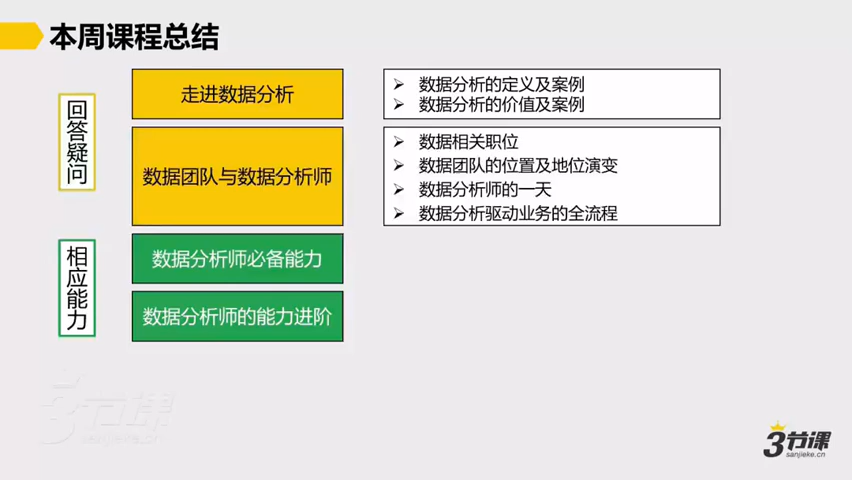 本周课程总结
回答疑问
走进数据分析
数据分析的定义及案例
数据分析的价值及案例
数据团队与数据分析师
数据相关职位
数据团队的位置及地位演变
数据分析师的一天
数据分析驱动业务的全流程
相应能力
数据分析师必备能力
数据分析师的能力进阶
3节课
sanjieke.cn
3节课
sanjieke.cn